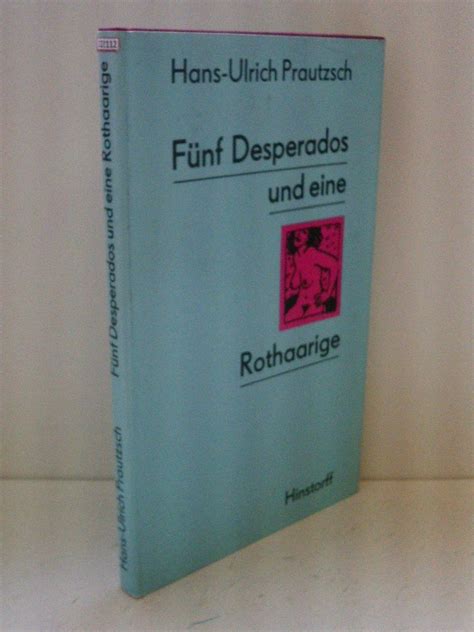 Hans-Ulrich Prautzsch
Fünf Desperados
und eine
Rothaarige
Hinstorff
Hans-Ulrich Prautzsch
Fünf Desperados und eine Rothaarige